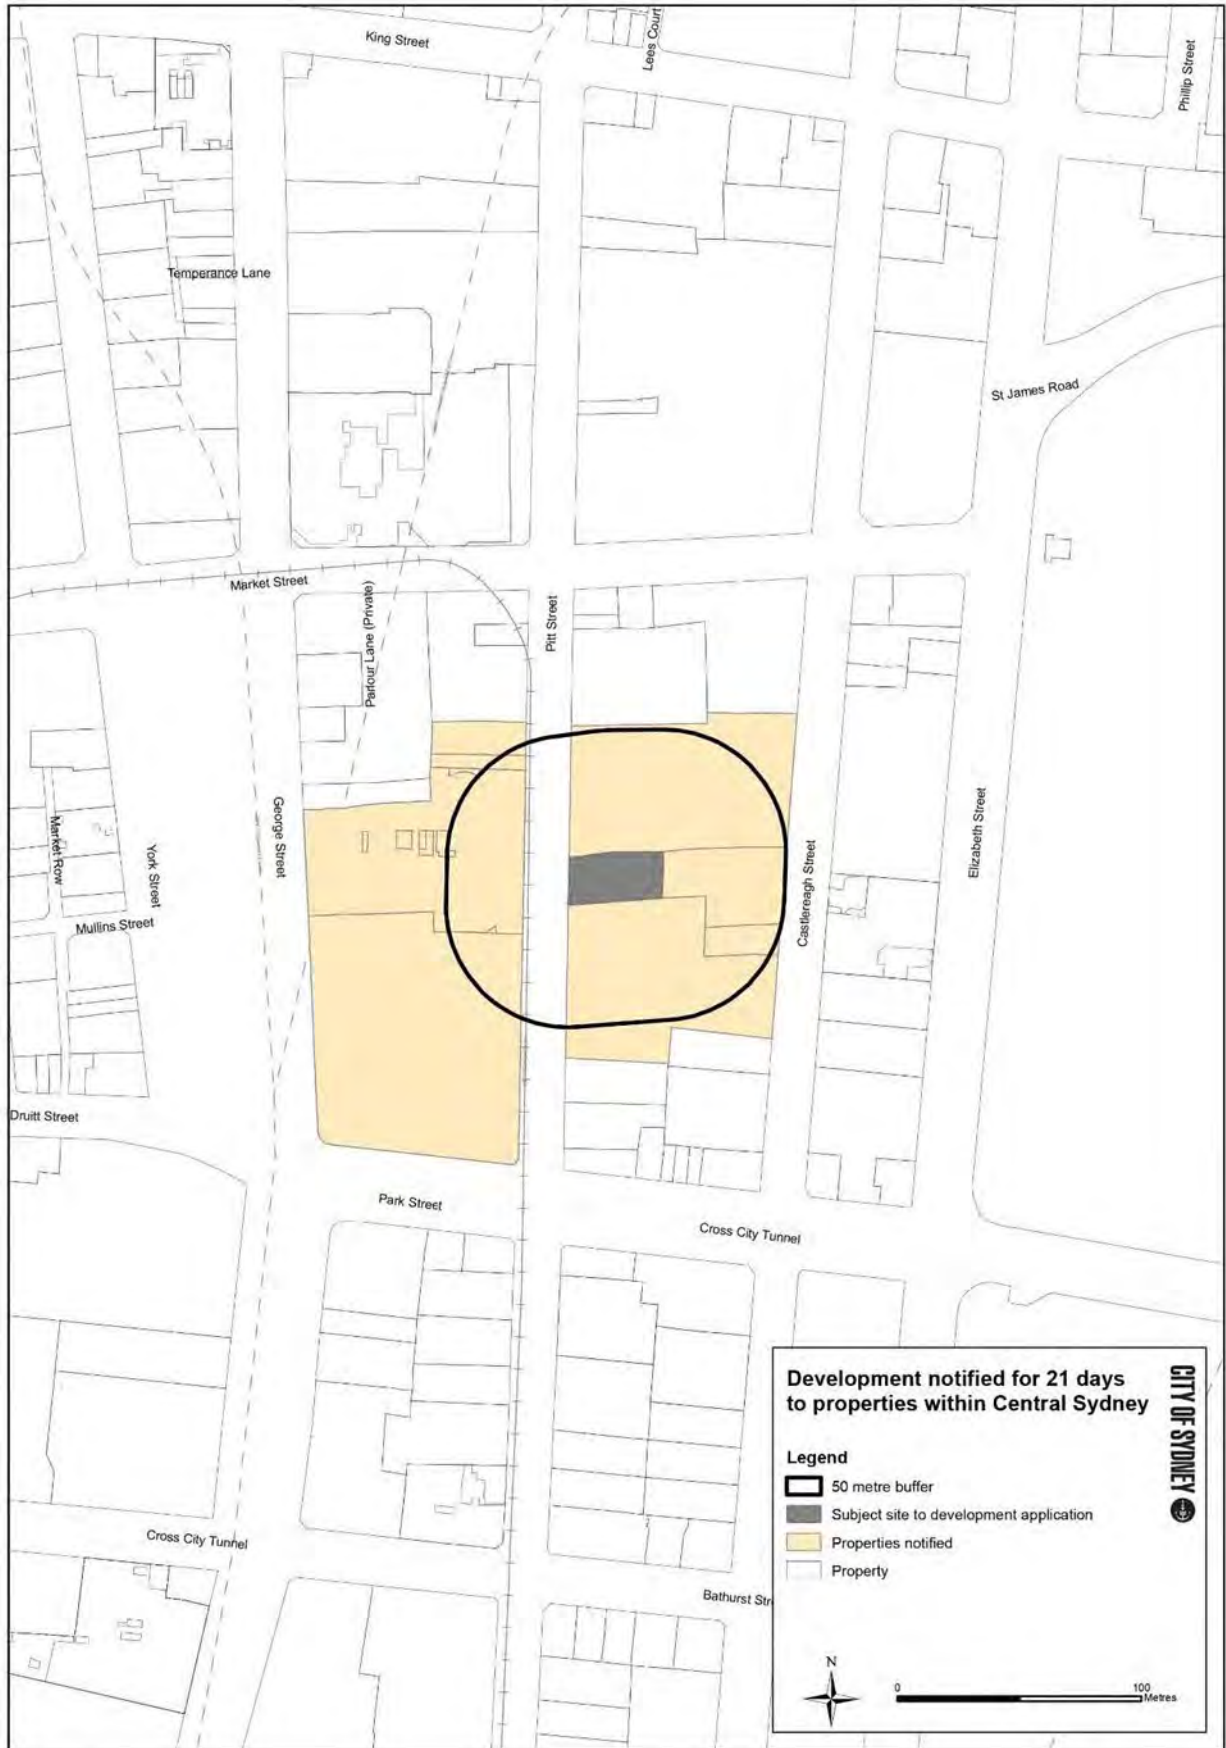 King Street
Lees Court
Phillip Street
Temperance Lane
St James Road
Market Street
Parlour Lane (Private)
Pitt Street
George Street
Castlereagh Street
Elizabeth Street
Market Row
York Street
Mullins Street
Druitt Street
Park Street
Cross City Tunnel
Cross City Tunnel
Bathurst Str
Development notified for 21 days
to properties within Central Sydney
CITY OF SYDNEY
Legend
50 metre buffer
Subject site to development application
Properties notified
Property
N
0 100
Metres